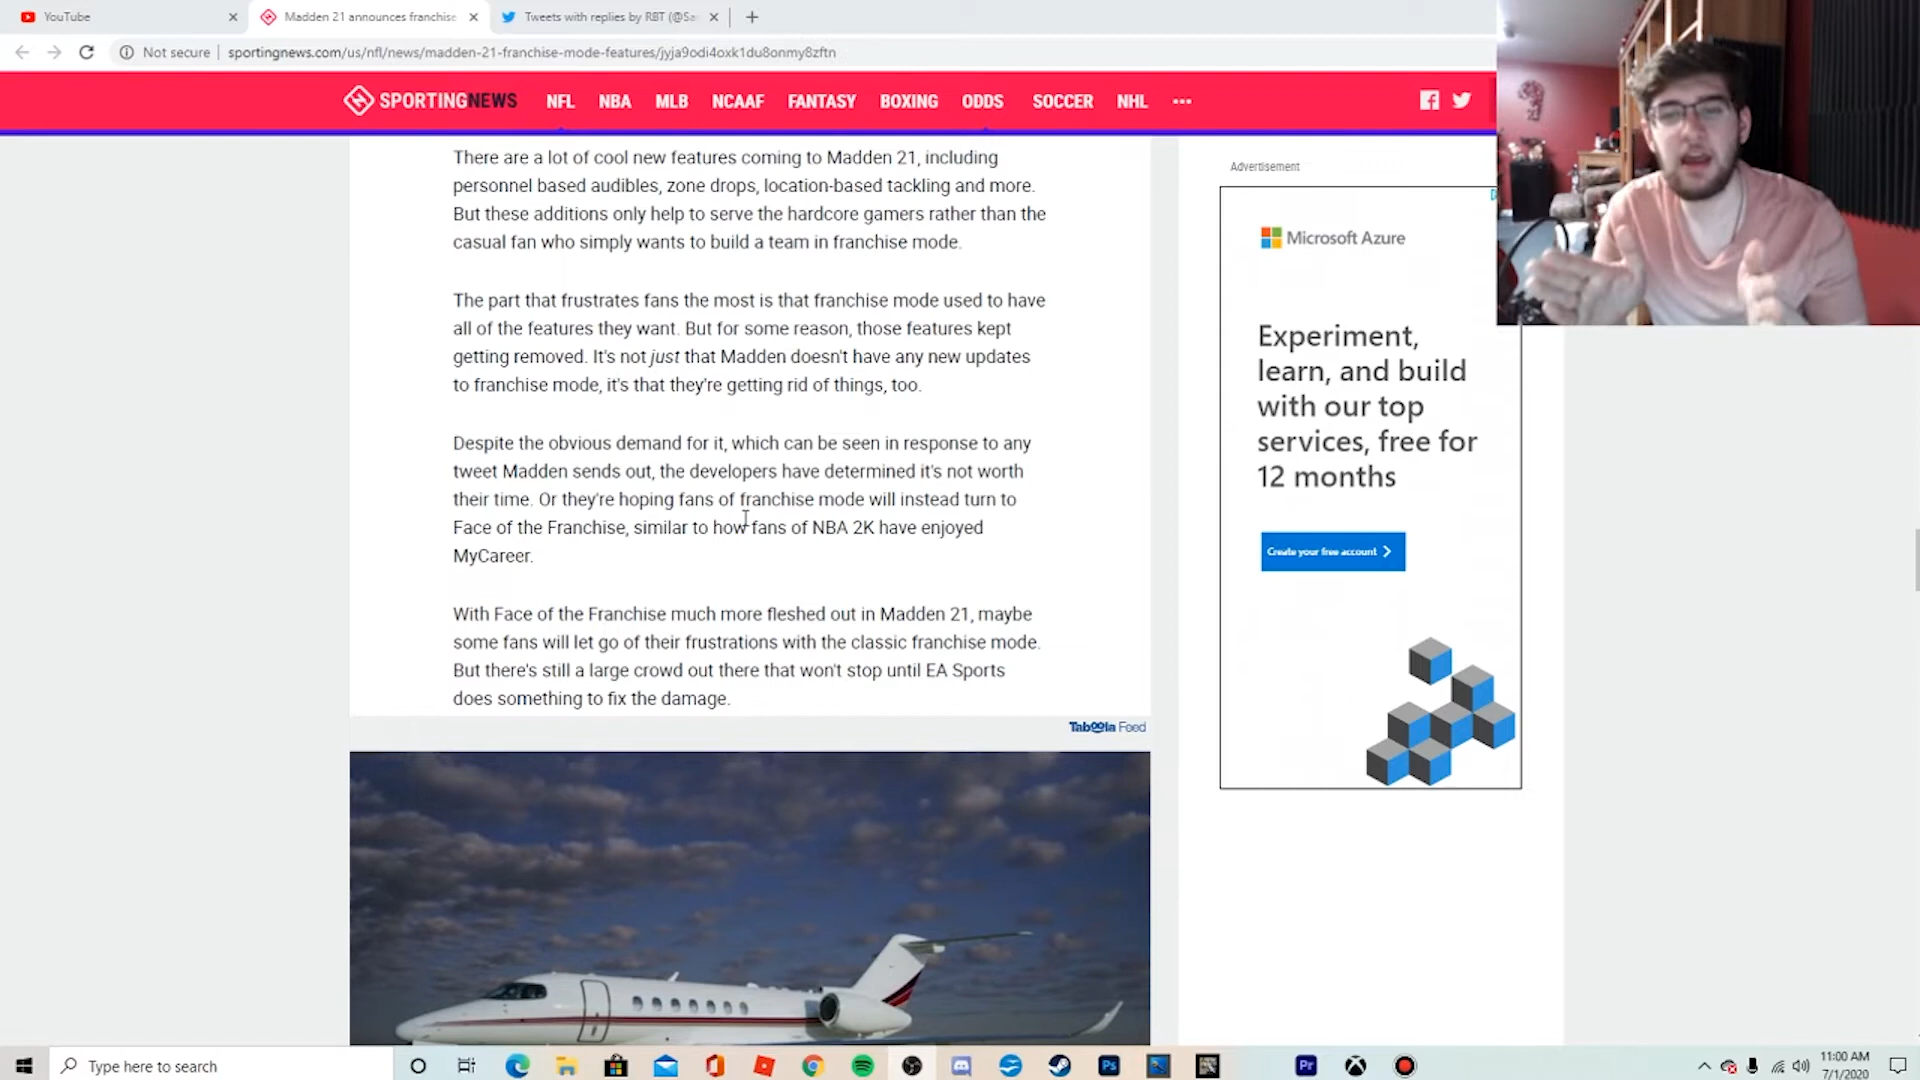 YouTube
Madden 21 announces franchise
Tweets with replies by RBT (@Sa
Not secure
sportingnews.com/us/nfl/news/madden-21-franchise-mode-features/jyja9odi4oxk1du8onmy8zftn
SPORTINGNEWS
NFL
NBA
MLB
NCAAF
FANTASY
BOXING
ODDS
SOCCER
NHL
There are a lot of cool new features coming to Madden 21, including
personnel based audibles, zone drops, location-based tackling and more.
But these additions only help to serve the hardcore gamers rather than the
casual fan who simply wants to build a team in franchise mode.
The part that frustrates fans the most is that franchise mode used to have
all of the features they want. But for some reason, those features kept
getting removed. It's not just that Madden doesn't have any new updates
to franchise mode, it's that they're getting rid of things, too.
Despite the obvious demand for it, which can be seen in response to any
tweet Madden sends out, the developers have determined it's not worth
their time. Or they're hoping fans of franchise mode will instead turn to
Face of the Franchise, similar to how fans of NBA 2K have enjoyed
MyCareer.
With Face of the Franchise much more fleshed out in Madden 21, maybe
some fans will let go of their frustrations with the classic franchise mode.
But there's still a large crowd out there that won't stop until EA Sports
does something to fix the damage.
Taboola Feed
Advertisement
Microsoft Azure
Experiment,
learn, and build
with our top
services, free for
12 months
Create your free account
Type here to search
Ps
Pr
11:00 AM
7/1/2020